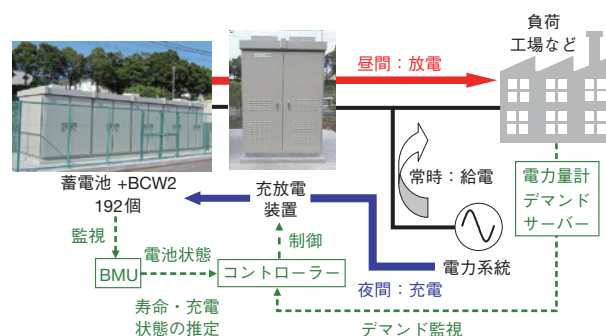 負荷
工場など
昼間：放電
常時：給電
蓄電池 +BCW2
192個
充放電
装置
電力量計
デマンド
サーバー
監視
電池状態
制御
BMU
コントローラー
電力系統
夜間：充電
寿命・充電
状態の推定
デマンド監視